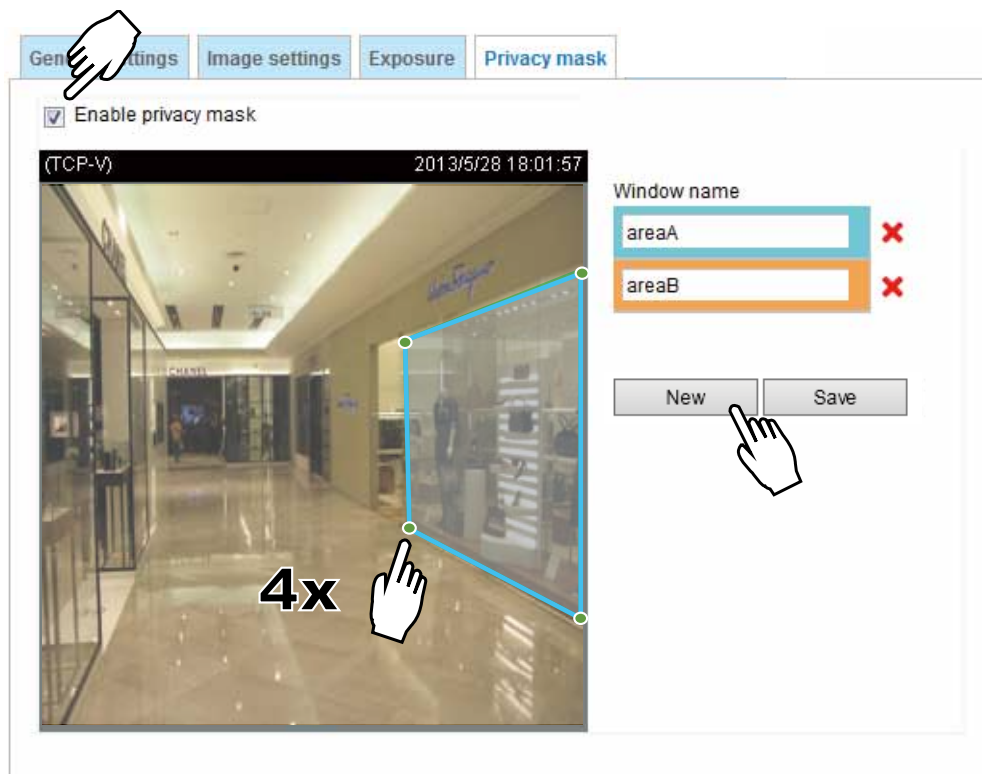 Image settings
Exposure
Privacy mask
Enable privacy mask
(TCP-V) 2013/5/28 18:01:57
Window name
areaA
areaB
New Save
CHANEL
4x